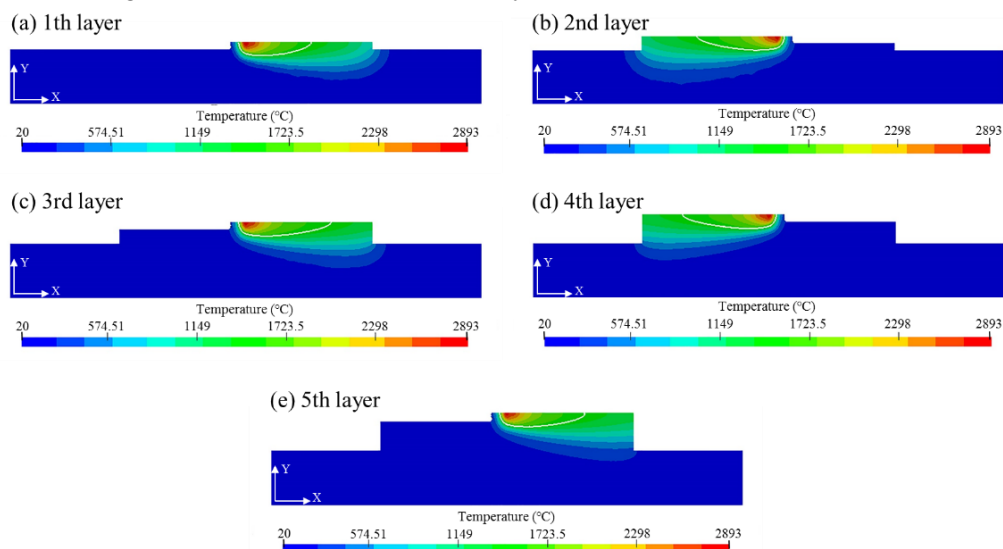 (a) 1th layer
Y
X
Temperature (°C)
20 574.51 1149 1723.5 2298 2893
(b) 2nd layer
Y
X
Temperature (°C)
20 574.51 1149 1723.5 2298 2893
(c) 3rd layer
Y
X
Temperature (°C)
20 574.51 1149 1723.5 2298 2893
(d) 4th layer
Y
X
Temperature (°C)
20 574.51 1149 1723.5 2298 2893
(e) 5th layer
Y
X
Temperature (°C)
20 574.51 1149 1723.5 2298 2893